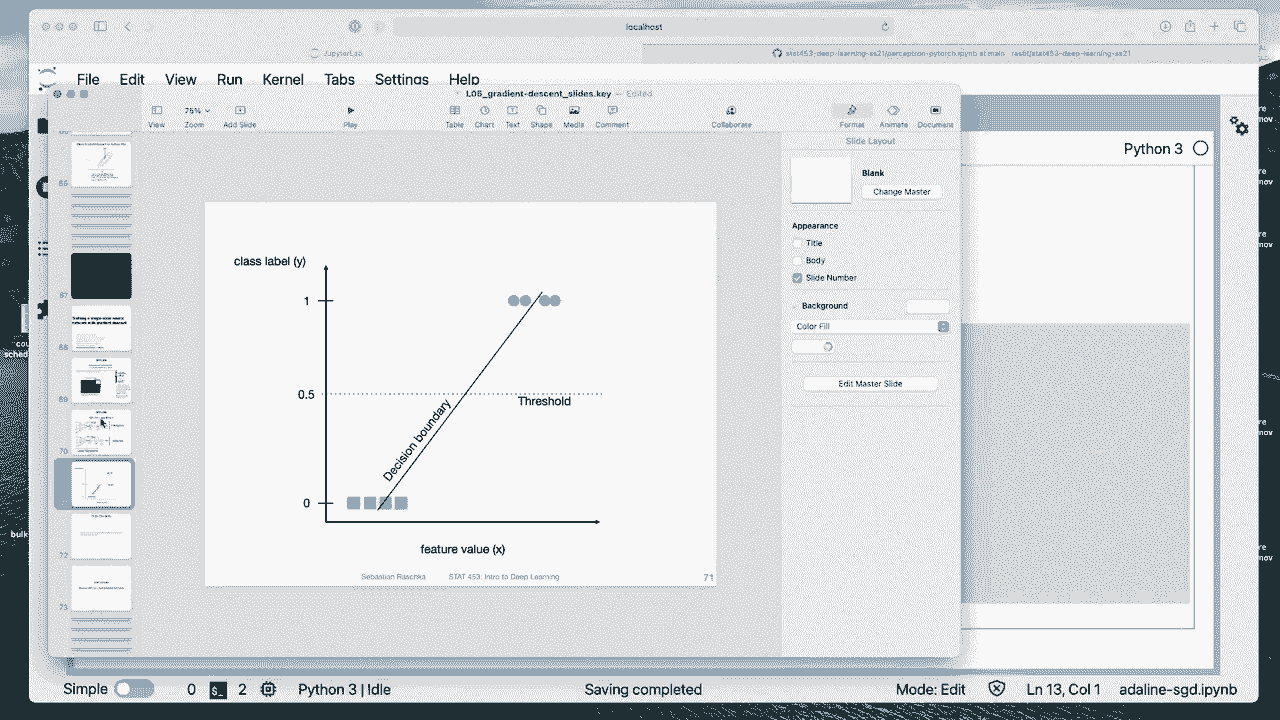 localhost
JupyterLab
stat453-deep-learning-ss21/perceptron-pytorch.ipynb at main · rasbt/stat453-deep-learning-ss21
File Edit View Run Kernel Tabs Settings Help
L05_gradient-descent_slides.key — Edited
75%
View Zoom Add Slide Play Table Chart Text Shape Media Comment Collaborate Format Animate Document
Slide Layout
Python 3
Blank
Change Master
Appearance
Title
Body
Slide Number
Background
Color Fill
Edit Master Slide
class label (y)
1
0.5
Threshold
Decision boundary
0
feature value (x)
Sebastian Raschka STAT 453: Intro to Deep Learning 71
67
68
69
70
72
73
Simple 0 2 Python 3 | Idle Saving completed Mode: Edit Ln 13, Col 1 adaline-sgd.ipynb